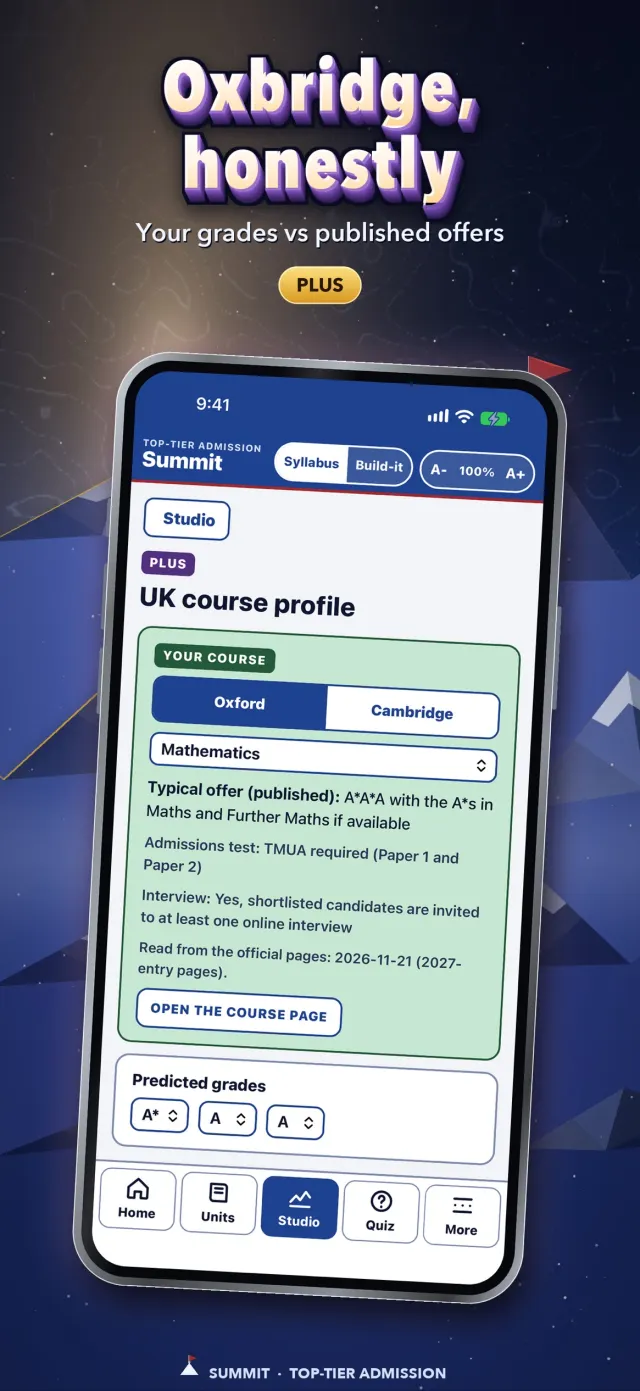 Oxbridge,
honestly
Your grades vs published offers
PLUS
9:41
TOP-TIER ADMISSION
Summit
Syllabus
Build-it
A-
100%
A+
Studio
PLUS
UK course profile
YOUR COURSE
Oxford
Cambridge
Mathematics
Typical offer (published): A*A*A with the A*s in
Maths and Further Maths if available
Admissions test: TMUA required (Paper 1 and
Paper 2)
Interview: Yes, shortlisted candidates are invited
to at least one online interview
Read from the official pages: 2026-11-21 (2027-
entry pages).
OPEN THE COURSE PAGE
Predicted grades
A*
A
A
Home
Units
Studio
Quiz
More
SUMMIT · TOP-TIER ADMISSION